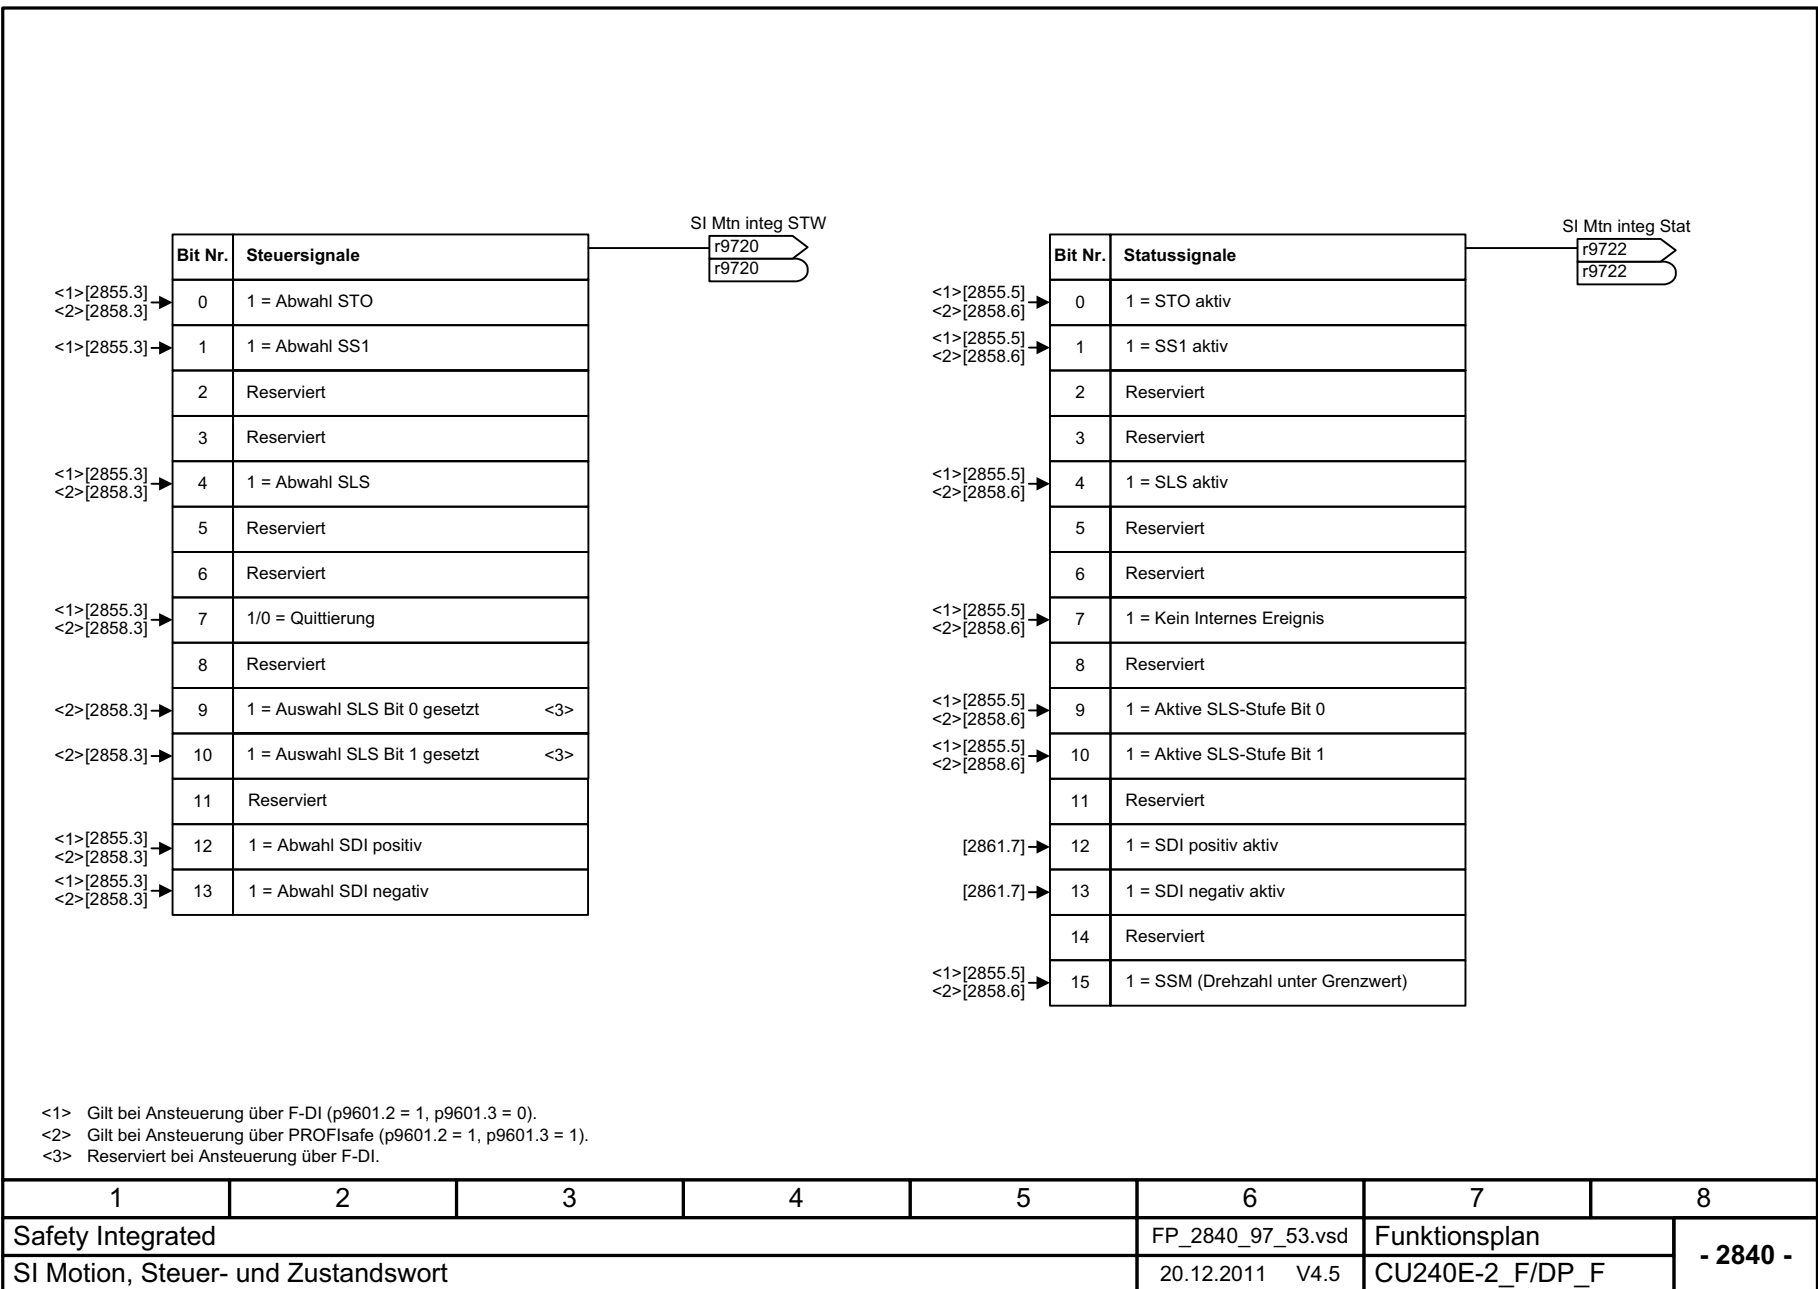 SI Mtn integ STW
r9720
r9720
Bit Nr. Steuersignale
<1>[2855.3]
<2>[2858.3]
0 1 = Abwahl STO
<1>[2855.3]
1 1 = Abwahl SS1
2 Reserviert
3 Reserviert
<1>[2855.3]
<2>[2858.3]
4 1 = Abwahl SLS
5 Reserviert
6 Reserviert
<1>[2855.3]
<2>[2858.3]
7 1/0 = Quittierung
8 Reserviert
<2>[2858.3]
9 1 = Auswahl SLS Bit 0 gesetzt <3>
<2>[2858.3]
10 1 = Auswahl SLS Bit 1 gesetzt <3>
11 Reserviert
<1>[2855.3]
<2>[2858.3]
12 1 = Abwahl SDI positiv
<1>[2855.3]
<2>[2858.3]
13 1 = Abwahl SDI negativ
SI Mtn integ Stat
r9722
r9722
Bit Nr. Statussignale
<1>[2855.5]
<2>[2858.6]
0 1 = STO aktiv
<1>[2855.5]
<2>[2858.6]
1 1 = SS1 aktiv
2 Reserviert
3 Reserviert
<1>[2855.5]
<2>[2858.6]
4 1 = SLS aktiv
5 Reserviert
6 Reserviert
<1>[2855.5]
<2>[2858.6]
7 1 = Kein Internes Ereignis
8 Reserviert
<1>[2855.5]
<2>[2858.6]
9 1 = Aktive SLS-Stufe Bit 0
<1>[2855.5]
<2>[2858.6]
10 1 = Aktive SLS-Stufe Bit 1
11 Reserviert
[2861.7]
12 1 = SDI positiv aktiv
[2861.7]
13 1 = SDI negativ aktiv
14 Reserviert
<1>[2855.5]
<2>[2858.6]
15 1 = SSM (Drehzahl unter Grenzwert)
<1> Gilt bei Ansteuerung über F-DI (p9601.2 = 1, p9601.3 = 0).
<2> Gilt bei Ansteuerung über PROFIsafe (p9601.2 = 1, p9601.3 = 1).
<3> Reserviert bei Ansteuerung über F-DI.
1 2 3 4 5 6 7 8
Safety Integrated FP_2840_97_53.vsd Funktionsplan
- 2840 -
SI Motion, Steuer- und Zustandswort 20.12.2011 V4.5 CU240E-2_F/DP_F